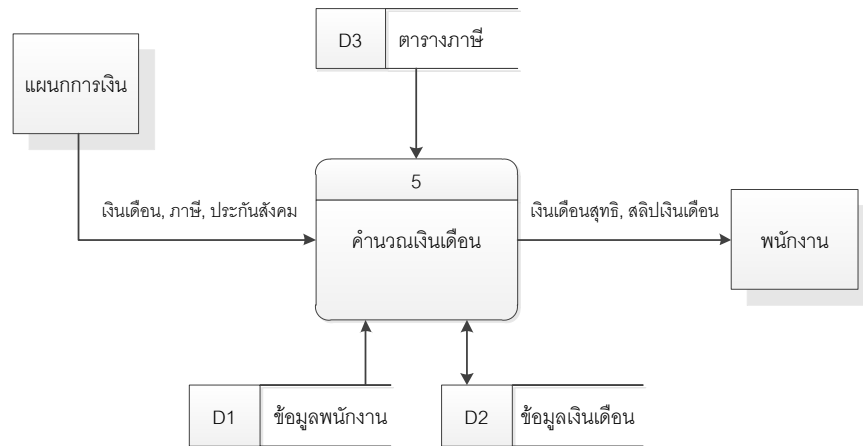 D3 ตารางภาษี
แผนกการเงิน
5
เงินเดือน, ภาษี, ประกันสังคม
คำนวณเงินเดือน
เงินเดือนสุทธิ, สลิปเงินเดือน
พนักงาน
D1 ข้อมูลพนักงาน
D2 ข้อมูลเงินเดือน